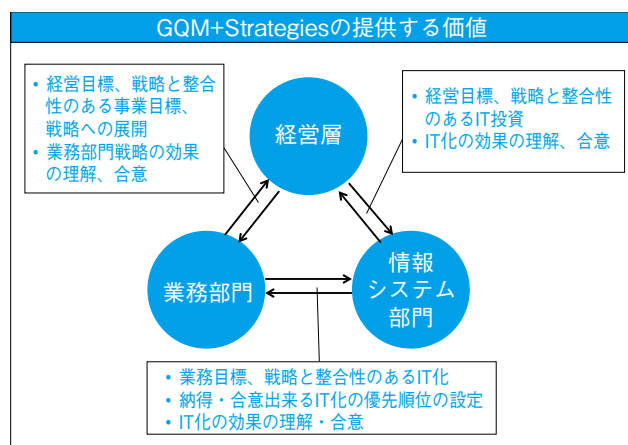 GQM+Strategiesの提供する価値
• 経営目標、戦略と整合
性のある事業目標、
戦略への展開
• 業務部門戦略の効果
の理解、合意
• 経営目標、戦略と整合性
のあるIT投資
• IT化の効果の理解、合意
経営層
業務部門
情報
システム
部門
• 業務目標、戦略と整合性のあるIT化
• 納得・合意出来るIT化の優先順位の設定
• IT化の効果の理解・合意